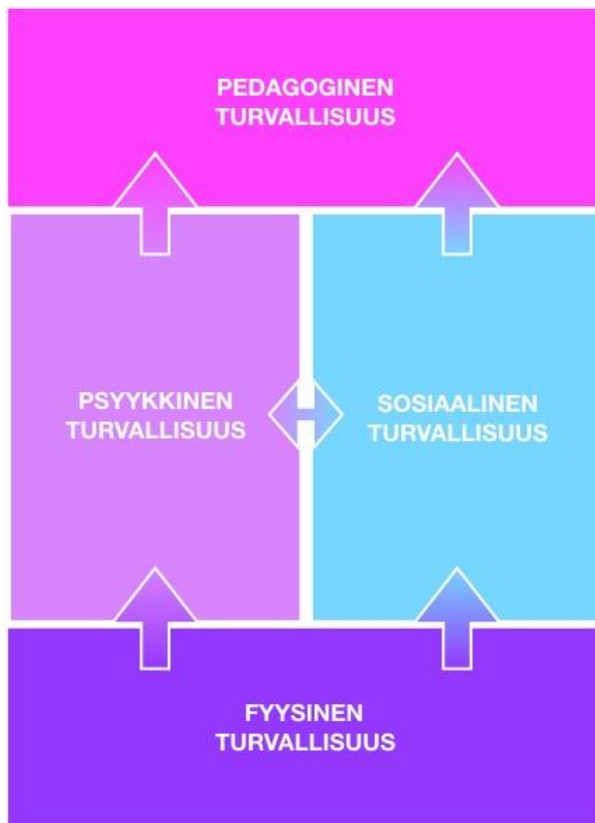 PEDAGOGINEN
TURVALLISUUS
PSYYKKINEN
TURVALLISUUS
SOSIAALINEN
TURVALLISUUS
FYYSINEN
TURVALLISUUS